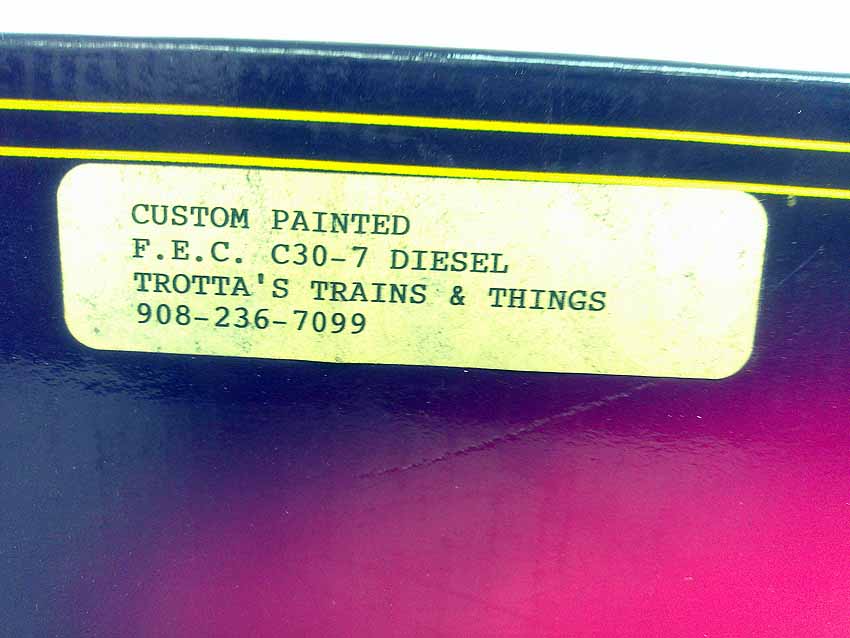 CUSTOM PAINTED
F.E.C. C30-7 DIESEL
TROTTA'S TRAINS & THINGS
908-236-7099